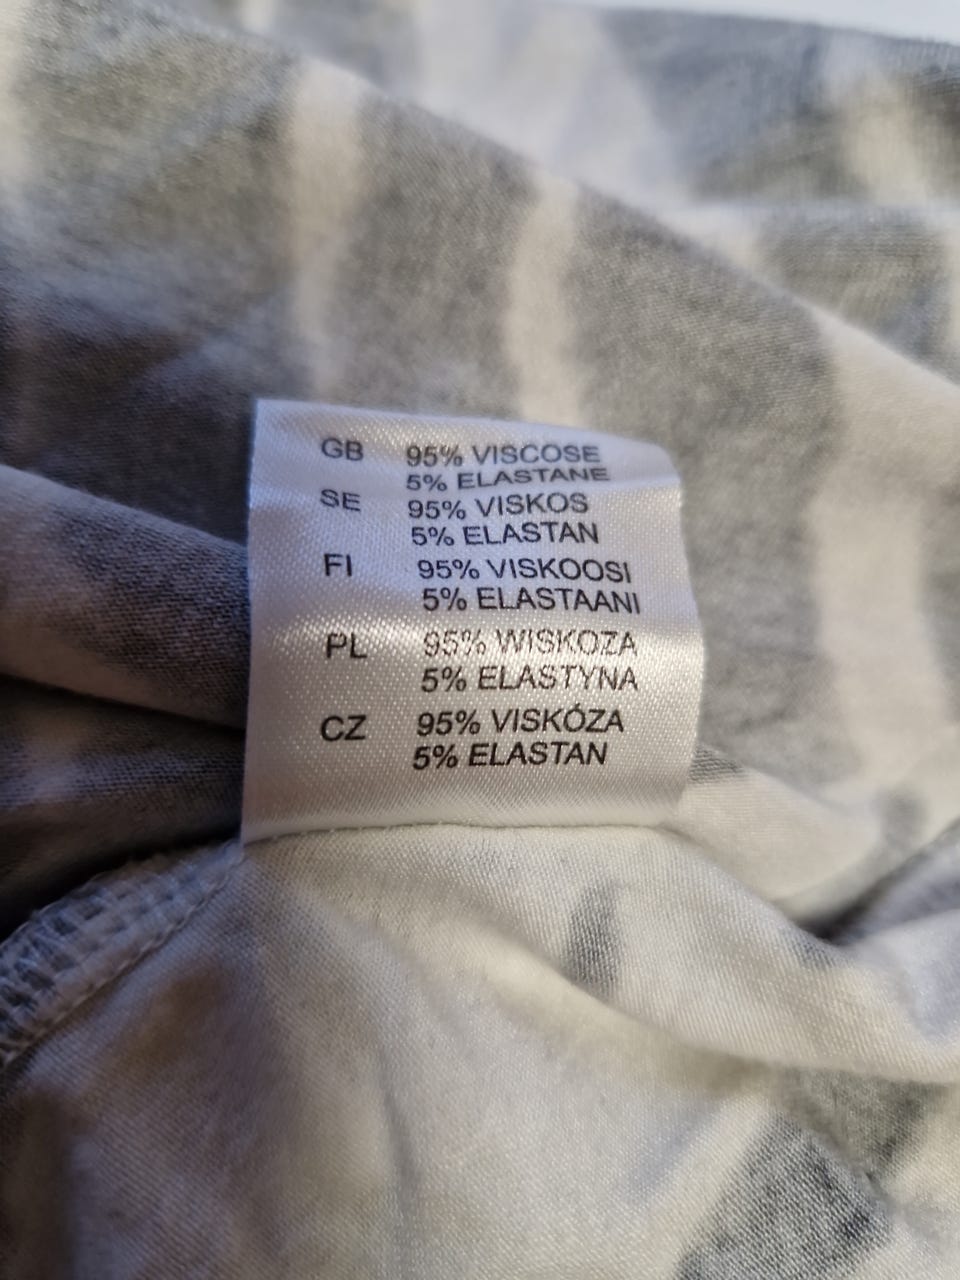 GB 95% VISCOSE
5% ELASTANE
SE 95% VISKOS
5% ELASTAN
FI 95% VISKOOSI
5% ELASTAANI
PL 95% WISKOZA
5% ELASTYNA
CZ 95% VISKÓZA
5% ELASTAN